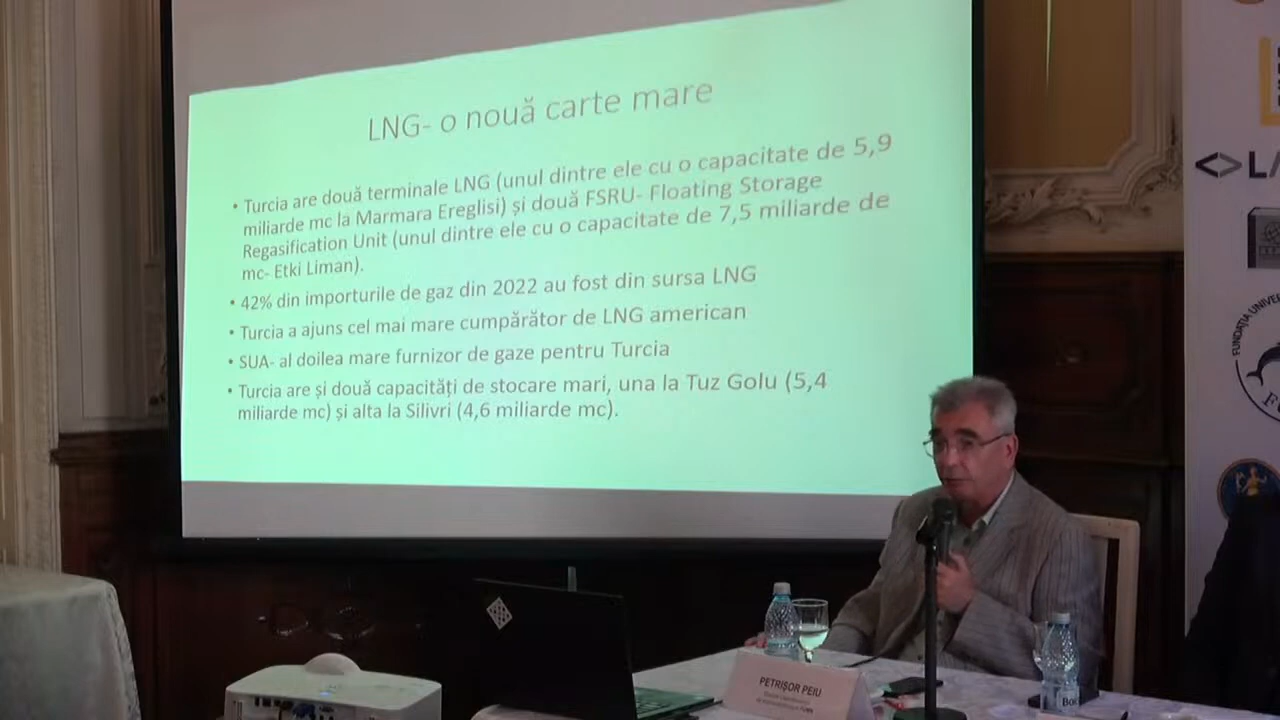 LNG- o nouă carte mare
• Turcia are două terminale LNG (unul dintre ele cu o capacitate de 5,9
miliarde mc la Marmara Ereglisi) și două FSRU- Floating Storage
Regasification Unit (unul dintre ele cu o capacitate de 7,5 miliarde de
mc- Etki Liman).
• 42% din importurile de gaz din 2022 au fost din sursa LNG
• Turcia a ajuns cel mai mare cumpărător de LNG american
• SUA- al doilea mare furnizor de gaze pentru Turcia
• Turcia are și două capacități de stocare mari, una la Tuz Golu (5,4
miliarde mc) și alta la Silivri (4,6 miliarde mc).
FUNDAȚIA
PETRIȘOR PEIU